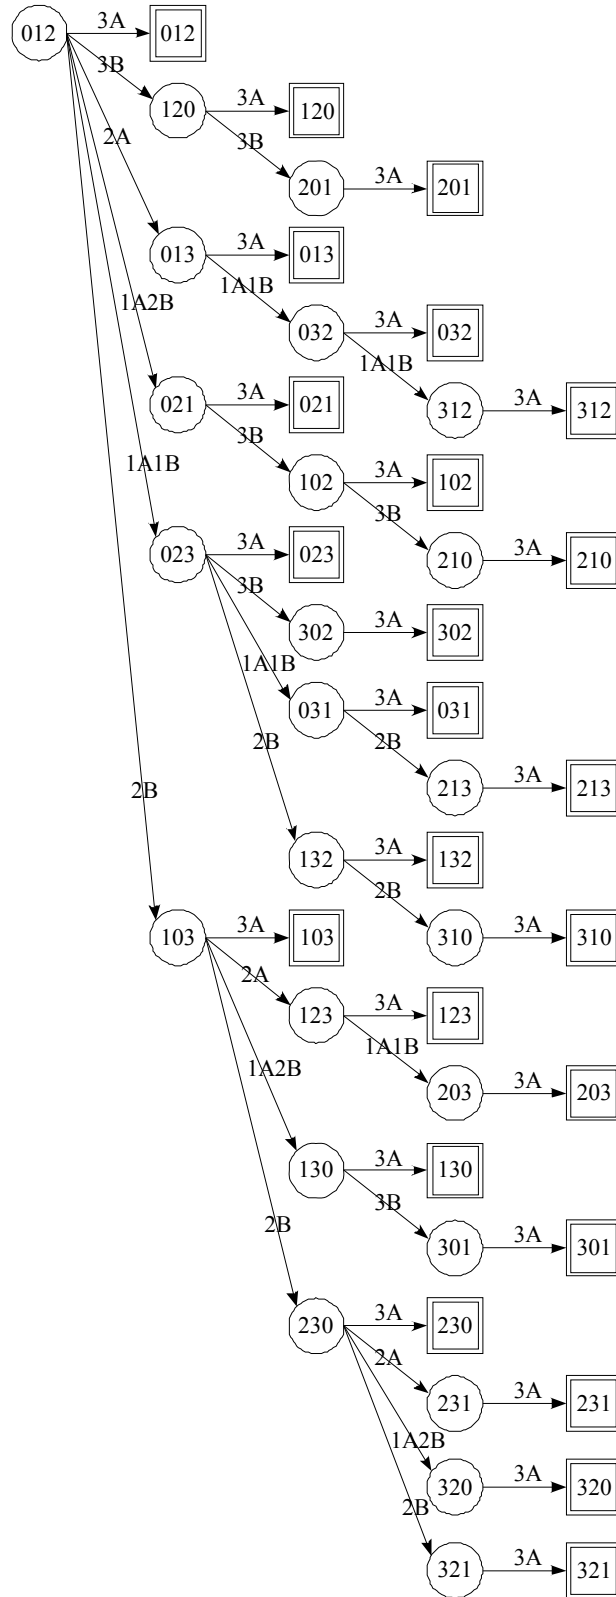 012 3A 012
3B
120 3A 120
2A 3B
201 3A 201
013 3A 013
1A1B
1A2B 032 3A 032
1A1B
021 3A 021 312 3A 312
3B
1A1B 102 3A 102
3B
023 3A 023 210 3A 210
3B
302 3A 302
1A1B
031 3A 031
2B 2B
2B 213 3A 213
132 3A 132
2B
103 3A 103 310 3A 310
2A
123 3A 123
1A2B 1A1B
203 3A 203
130 3A 130
3B
2B 301 3A 301
230 3A 230
2A
231 3A 231
1A2B
320 3A 320
2B
321 3A 321